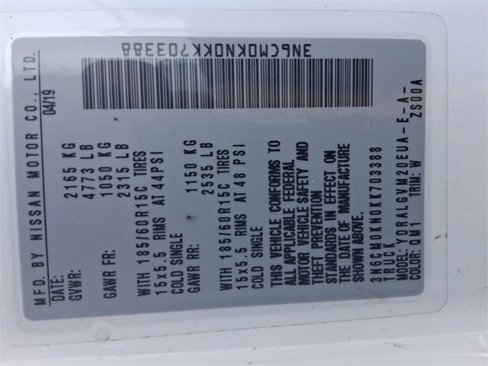 MFD. BY NISSAN MOTOR CO., LTD.
DATE: 04/19
GVWR: 2165 KG
4773 LB
GAWR FR: 1050 KG
2315 LB
WITH 185/60R15C TIRES
15x5.5 RIMS AT 44PSI
COLD SINGLE
GAWR RR: 1150 KG
2535 LB
WITH 185/60R15C TIRES
15x5.5 RIMS AT 48 PSI
COLD SINGLE
THIS VEHICLE CONFORMS TO
ALL APPLICABLE FEDERAL
MOTOR VEHICLE SAFETY AND
THEFT PREVENTION
STANDARDS IN EFFECT ON
THE DATE OF MANUFACTURE
SHOWN ABOVE.
3N6CM0KN0KK703388
TRUCK
MODEL: YDRALGVM20EUA-E-A-
COLOR: QM1 TRIM: W ZS00A
3N6CM0KN0KK703388